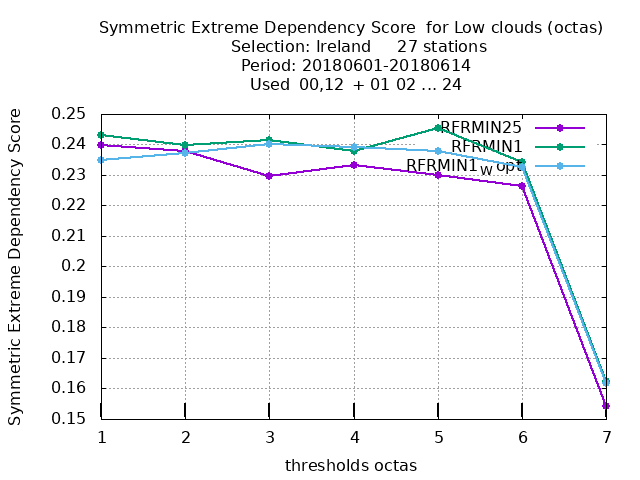 Symmetric Extreme Dependency Score  for Low clouds (octas)
Selection: Ireland     27 stations
Period: 20180601-20180614
Used  00,12  + 01 02 ... 24
Symmetric Extreme Dependency Score
0.25
0.24
0.23
0.22
0.21
0.2
0.19
0.18
0.17
0.16
0.15
RFRMIN25
RFRMIN1
RFRMIN1w opt
1 2 3 4 5 6 7
thresholds octas